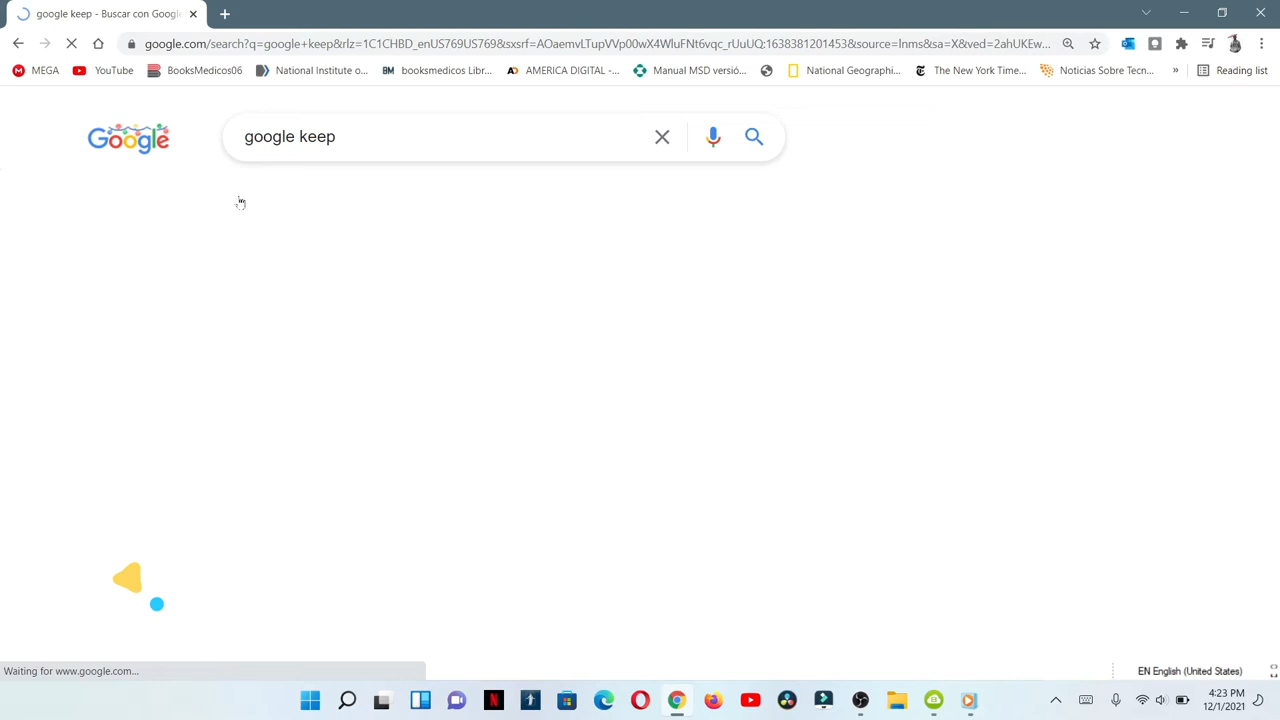 google keep - Buscar con Google
google.com/search?q=google+keep&rlz=1C1CHBD_enUS769US769&sxsrf=AOaemvLTupVVp00wX4WluFNt6vqc_rUuUQ:1638381201453&source=lnms&sa=X&ved=2ahUKEw...
MEGA YouTube BooksMedicos06 National Institute o... booksmedicos Libr... AMERICA DIGITAL -... Manual MSD versió... National Geographi... The New York Time... Noticias Sobre Tecn... » Reading list
Google google keep
Waiting for www.google.com...
EN English (United States)
4:23 PM
12/1/2021